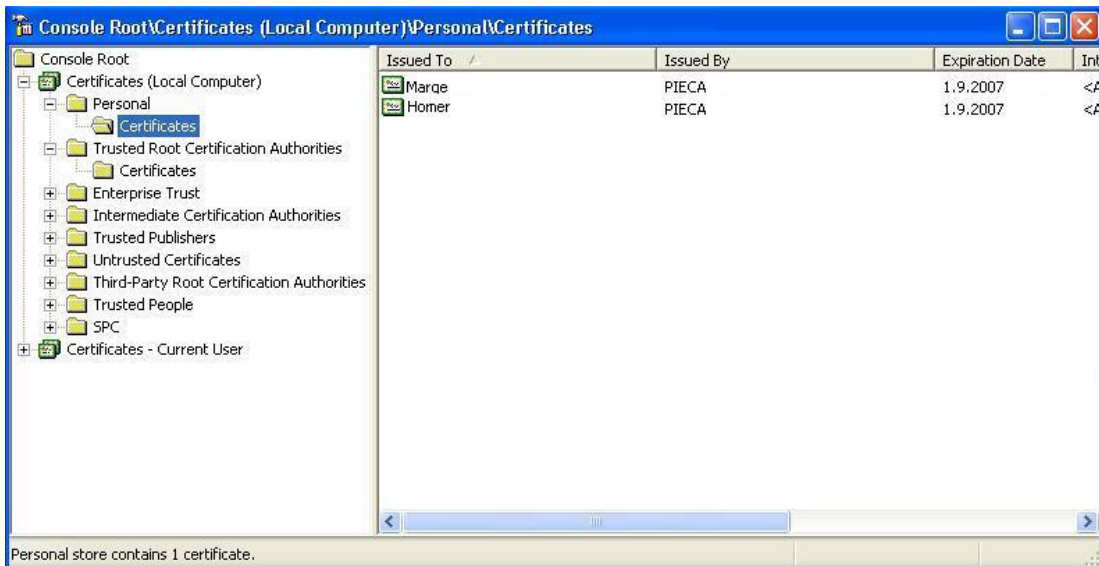 Console Root\Certificates (Local Computer)\Personal\Certificates
Console Root
Certificates (Local Computer)
Personal
Certificates
Trusted Root Certification Authorities
Certificates
Enterprise Trust
Intermediate Certification Authorities
Trusted Publishers
Untrusted Certificates
Third-Party Root Certification Authorities
Trusted People
SPC
Certificates - Current User
Issued To Issued By Expiration Date Int
Marge PIECA 1.9.2007 <A
Homer PIECA 1.9.2007 <A
Personal store contains 1 certificate.